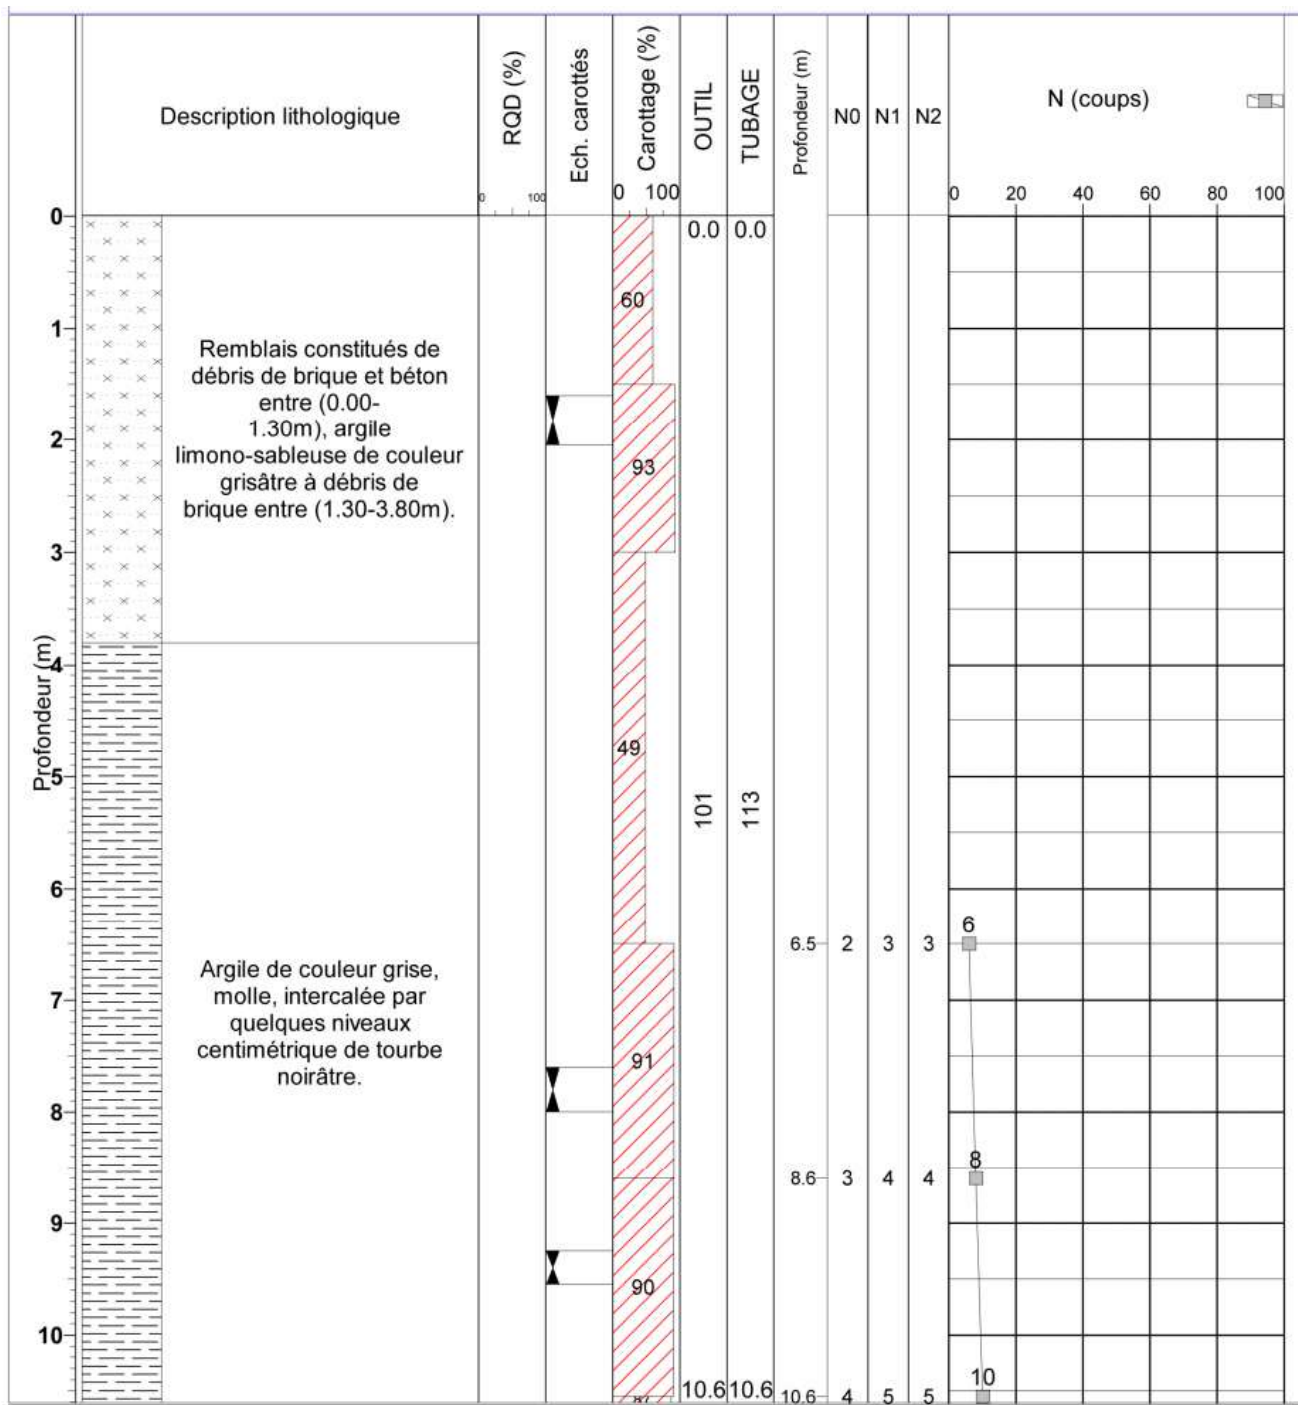 Description lithologique
RQD (%)
0 100
Ech. carottés
Carottage (%)
0 100
OUTIL
TUBAGE
Profondeur (m)
N0
N1
N2
N (coups)
0 20 40 60 80 100
Profondeur (m)
0
1
2
3
4
5
6
7
8
9
10
Remblais constitués de
débris de brique et béton
entre (0.00-
1.30m), argile
limono-sableuse de couleur
grisâtre à débris de
brique entre (1.30-3.80m).
Argile de couleur grise,
molle, intercalée par
quelques niveaux
centimétrique de tourbe
noirâtre.
60
93
49
91
90
0.0 0.0
101
113
10.6 10.6
6.5 2 3 3
8.6 3 4 4
10.6 4 5 5
6
8
10